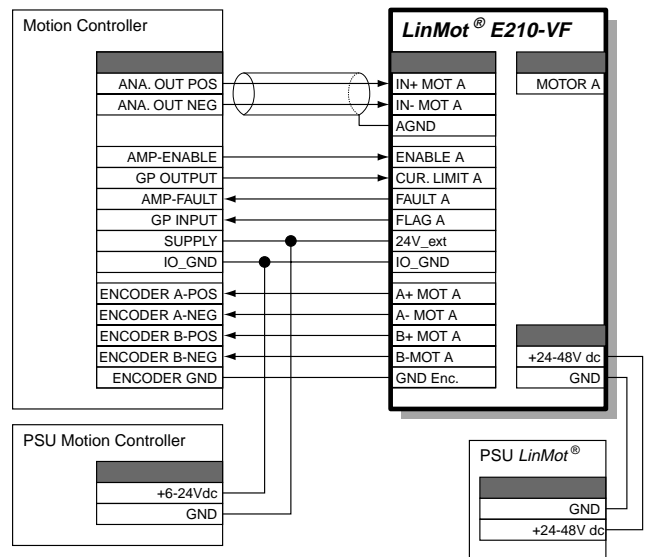 Motion Controller
ANA. OUT POS
ANA. OUT NEG
AMP-ENABLE
GP OUTPUT
AMP-FAULT
GP INPUT
SUPPLY
IO_GND
ENCODER A-POS
ENCODER A-NEG
ENCODER B-POS
ENCODER B-NEG
ENCODER GND
LinMot ® E210-VF
IN+ MOT A
IN- MOT A
AGND
ENABLE A
CUR. LIMIT A
FAULT A
FLAG A
24V_ext
IO_GND
A+ MOT A
A- MOT A
B+ MOT A
B-MOT A
GND Enc.
MOTOR A
+24-48V dc
GND
PSU Motion Controller
+6-24Vdc
GND
PSU LinMot ®
GND
+24-48V dc